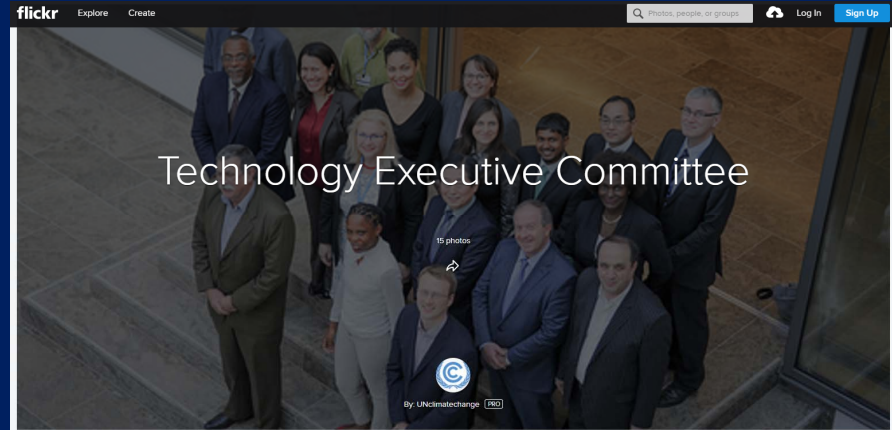 flickr Explore Create Photos, people, or groups Log In Sign Up
Technology Executive Committee
15 photos
By: UNclimatechange PRO